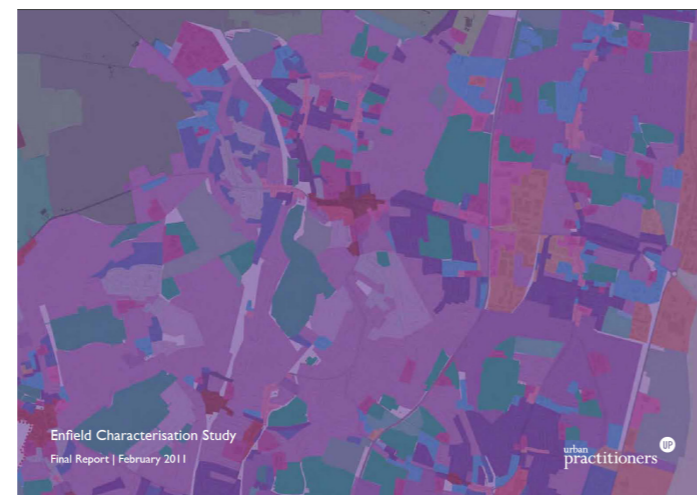 Enfield Characterisation Study
Final Report | February 2011
urban
practitioners
UP